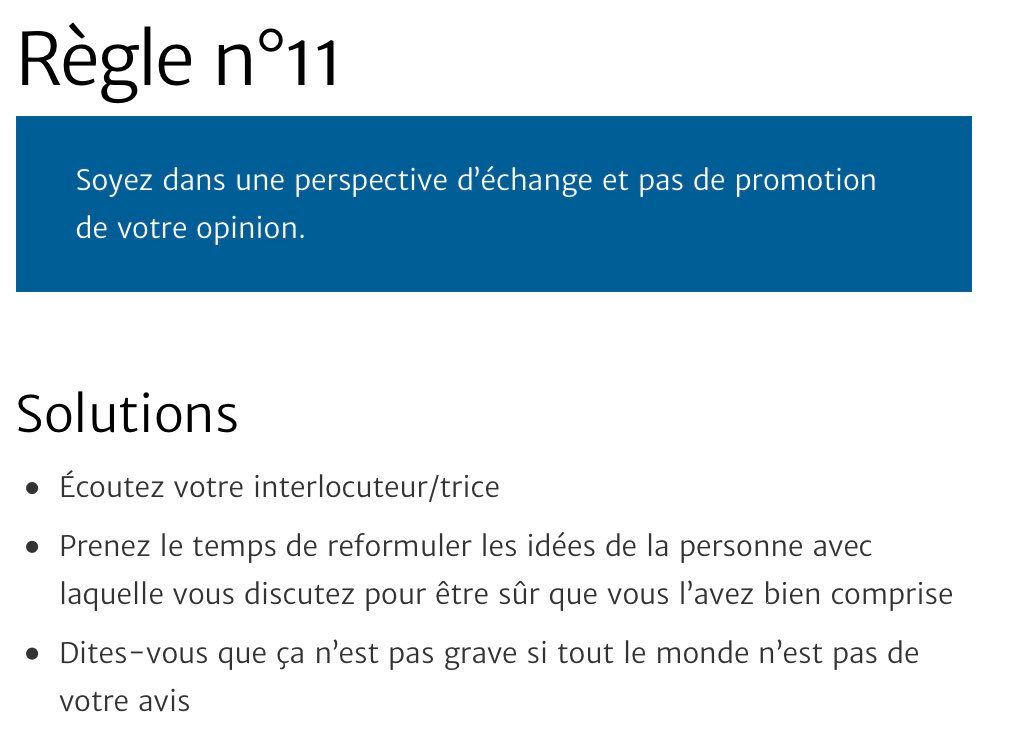 Règle n°11
Soyez dans une perspective d’échange et pas de promotion
de votre opinion.
Solutions
• Écoutez votre interlocuteur/trice
• Prenez le temps de reformuler les idées de la personne avec
laquelle vous discutez pour être sûr que vous l’avez bien comprise
• Dites-vous que ça n’est pas grave si tout le monde n’est pas de
votre avis